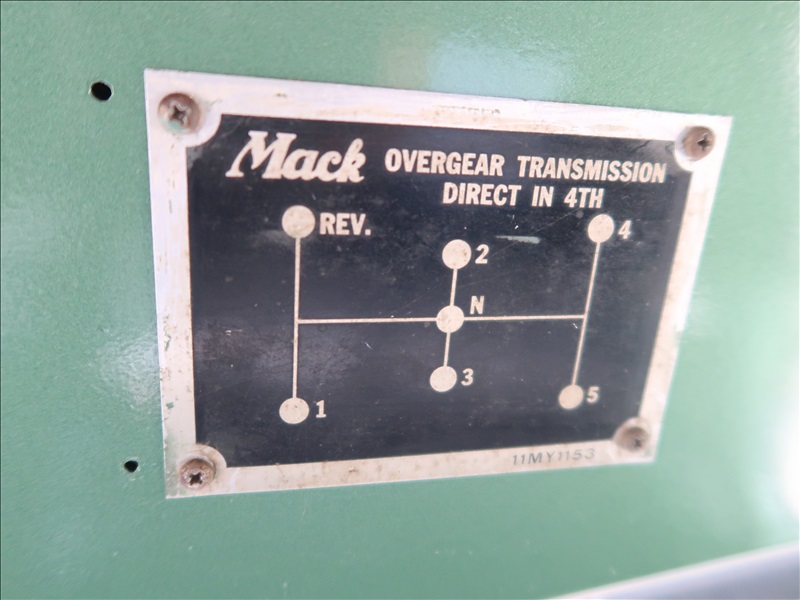 Mack OVERGEAR TRANSMISSION
DIRECT IN 4TH
REV. 2 4
N
1 3 5
11MY1153